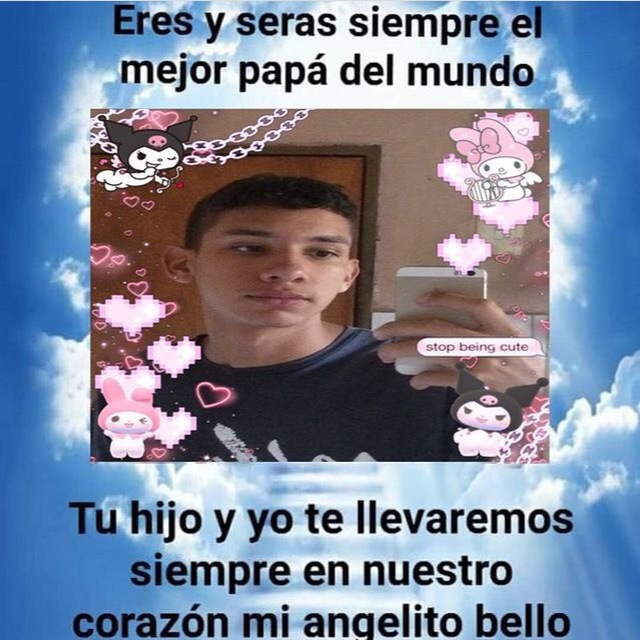 Eres y seras siempre el
mejor papá del mundo
stop being cute
Tu hijo y yo te llevaremos
siempre en nuestro
corazón mi angelito bello